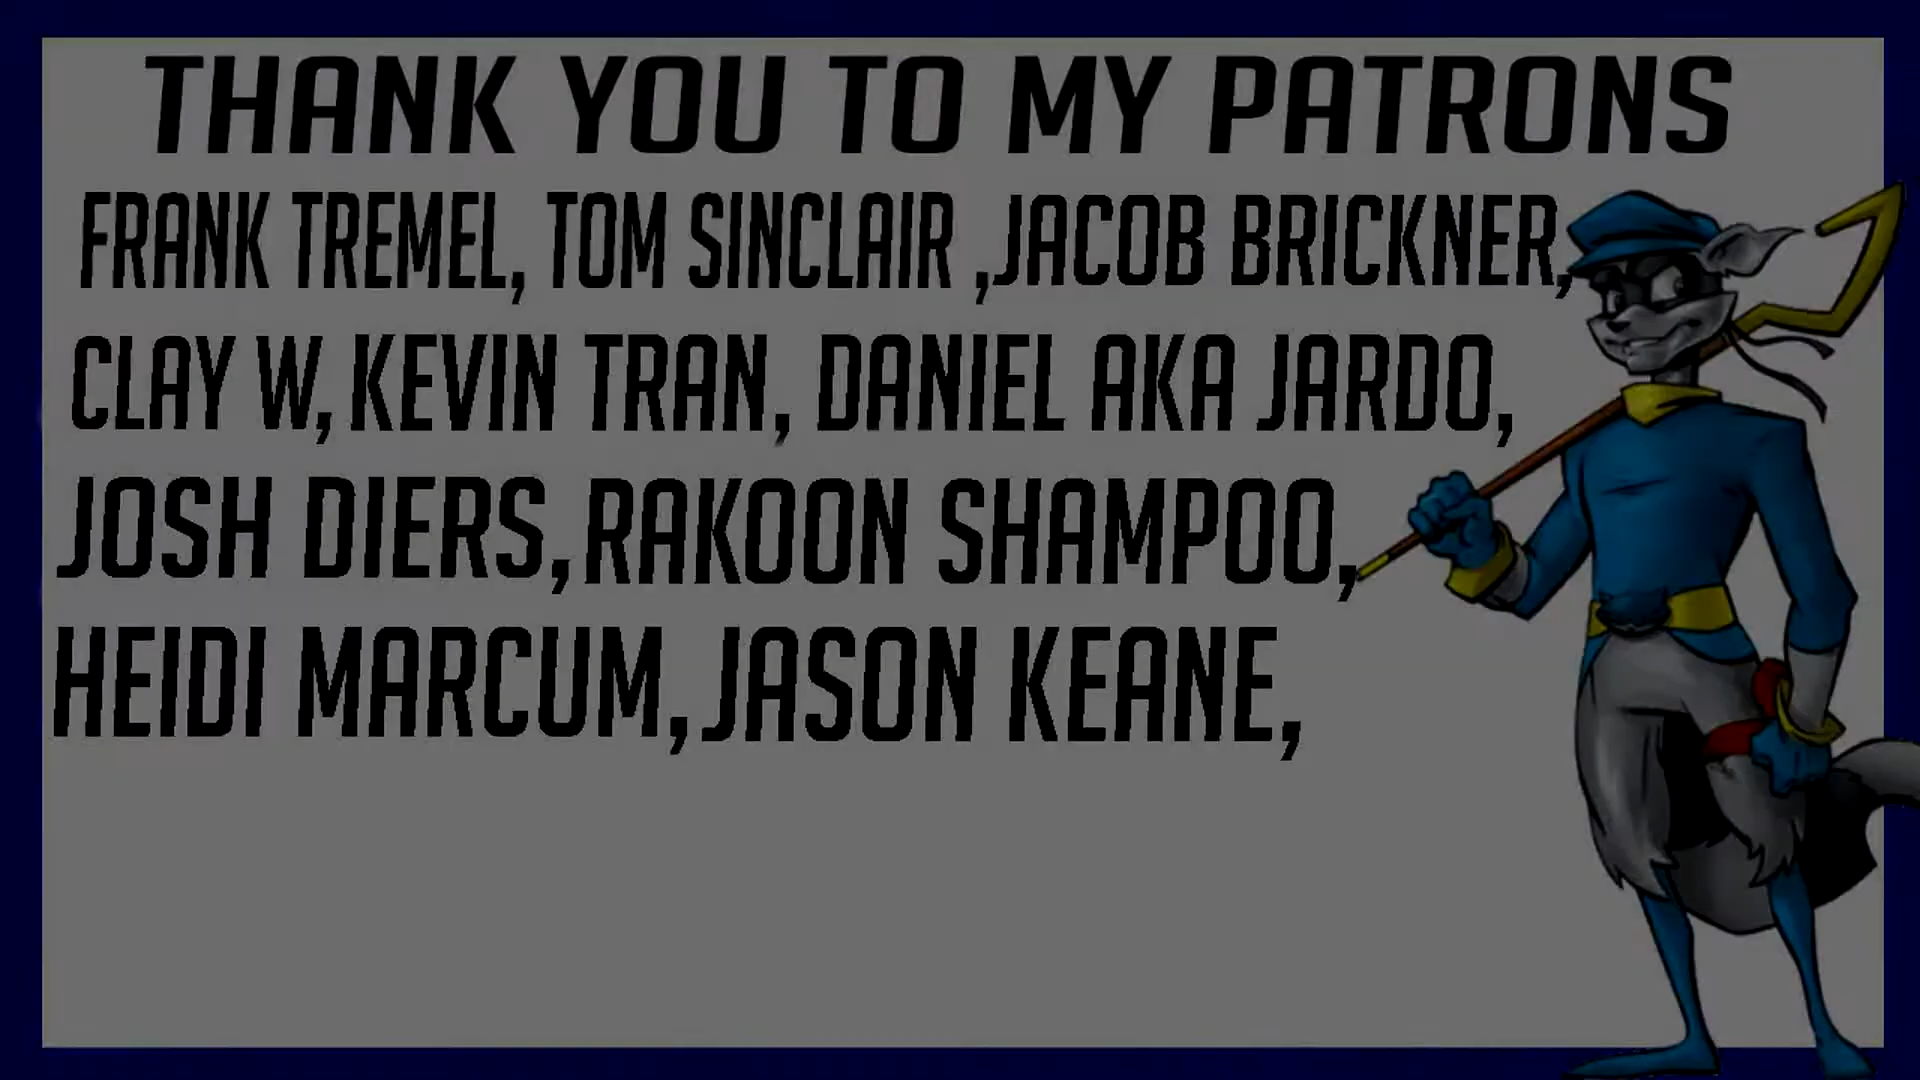 THANK YOU TO MY PATRONS
FRANK TREMEL, TOM SINCLAIR ,JACOB BRICKNER,
CLAY W, KEVIN TRAN, DANIEL AKA JARDO,
JOSH DIERS, RAKOON SHAMPOO,
HEIDI MARCUM, JASON KEANE,